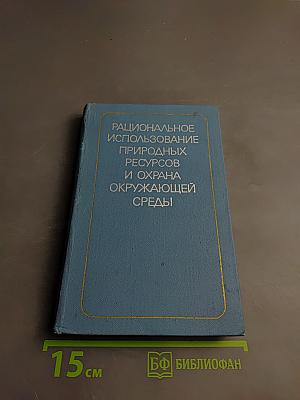 РАЦИОНАЛЬНОЕ
ИСПОЛЬЗОВАНИЕ
ПРИРОДНЫХ
РЕСУРСОВ
И ОХРАНА
ОКРУЖАЮЩЕЙ
СРЕДЫ
15 см
БФ БИБЛИОФАН